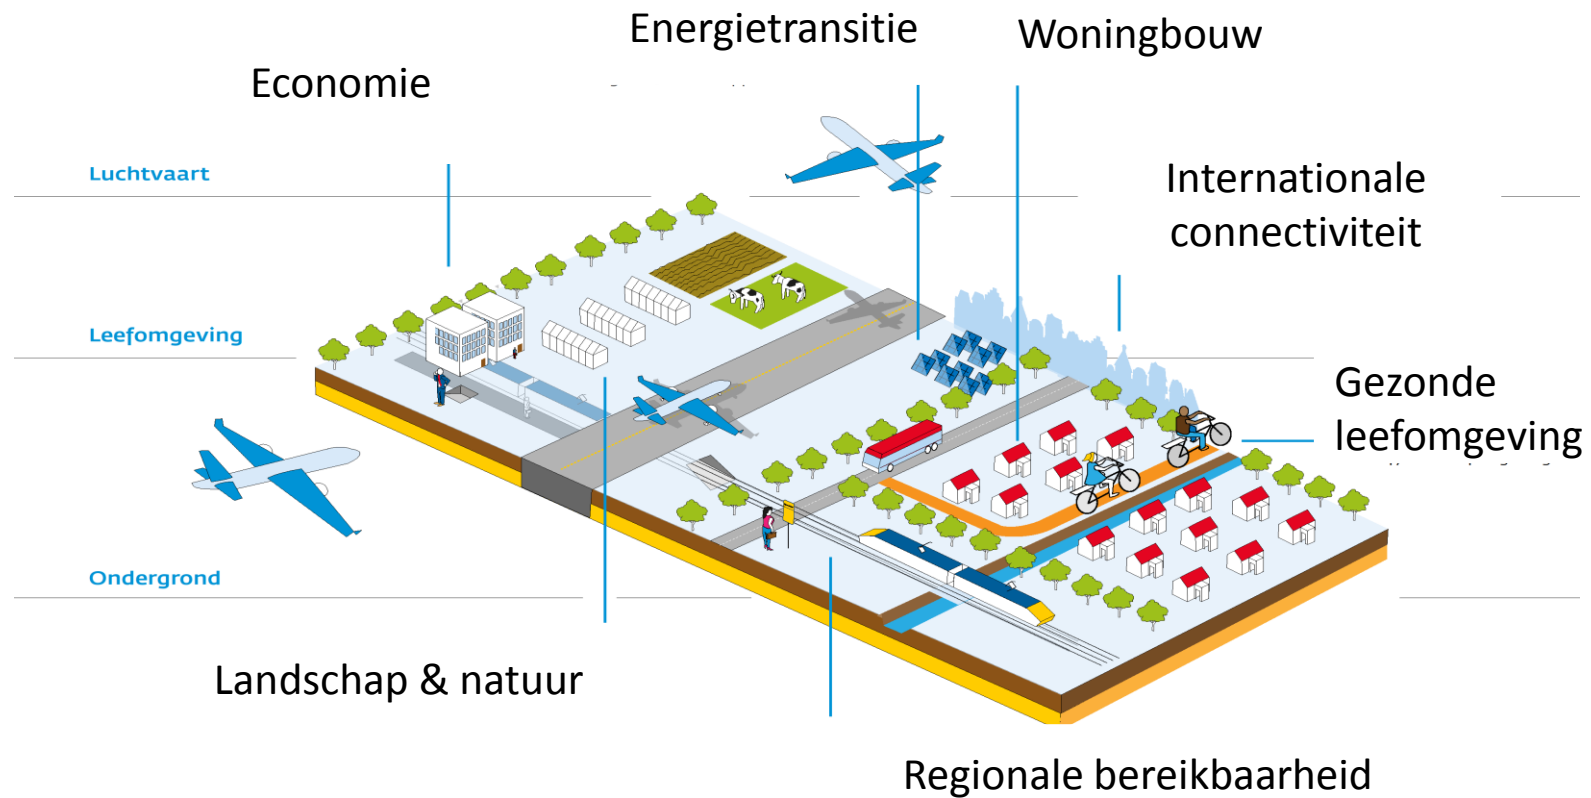 Energietransitie
Woningbouw
Economie
Luchtvaart
Internationale
connectiviteit
Leefomgeving
Gezonde
leefomgeving
Ondergrond
Landschap & natuur
Regionale bereikbaarheid